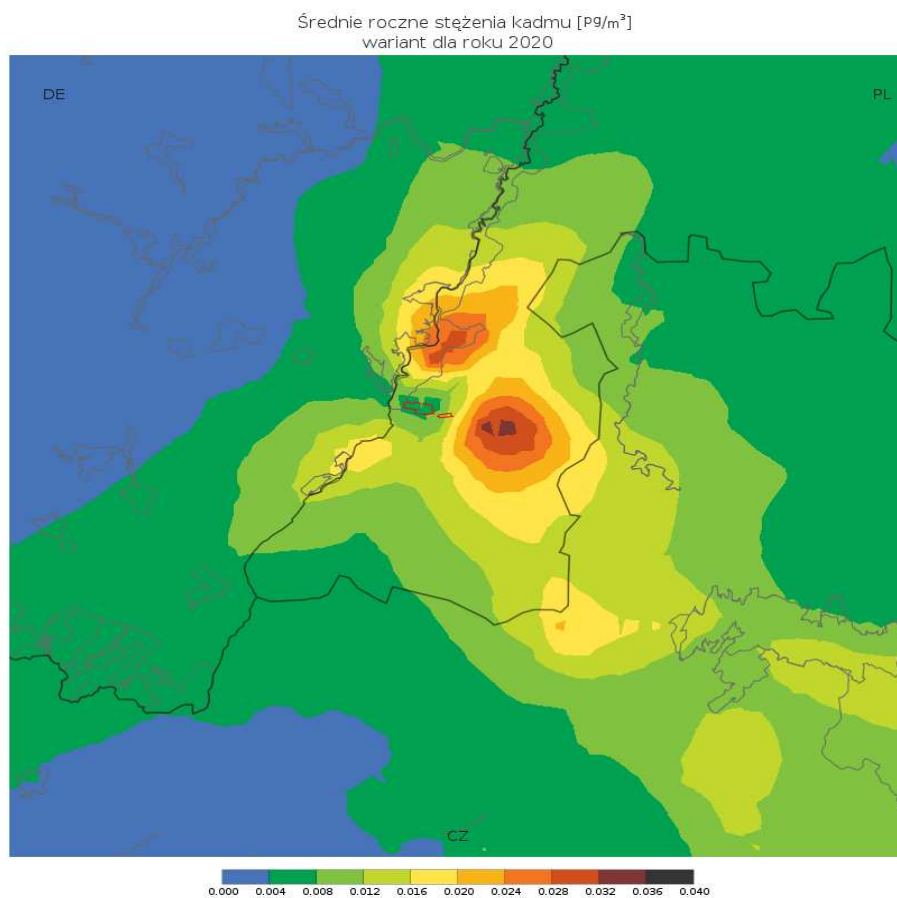 Średnie roczne stężenia kadmu [pg/m³]
wariant dla roku 2020
DE
PL
CZ
0.000 0.004 0.008 0.012 0.016 0.020 0.024 0.028 0.032 0.036 0.040